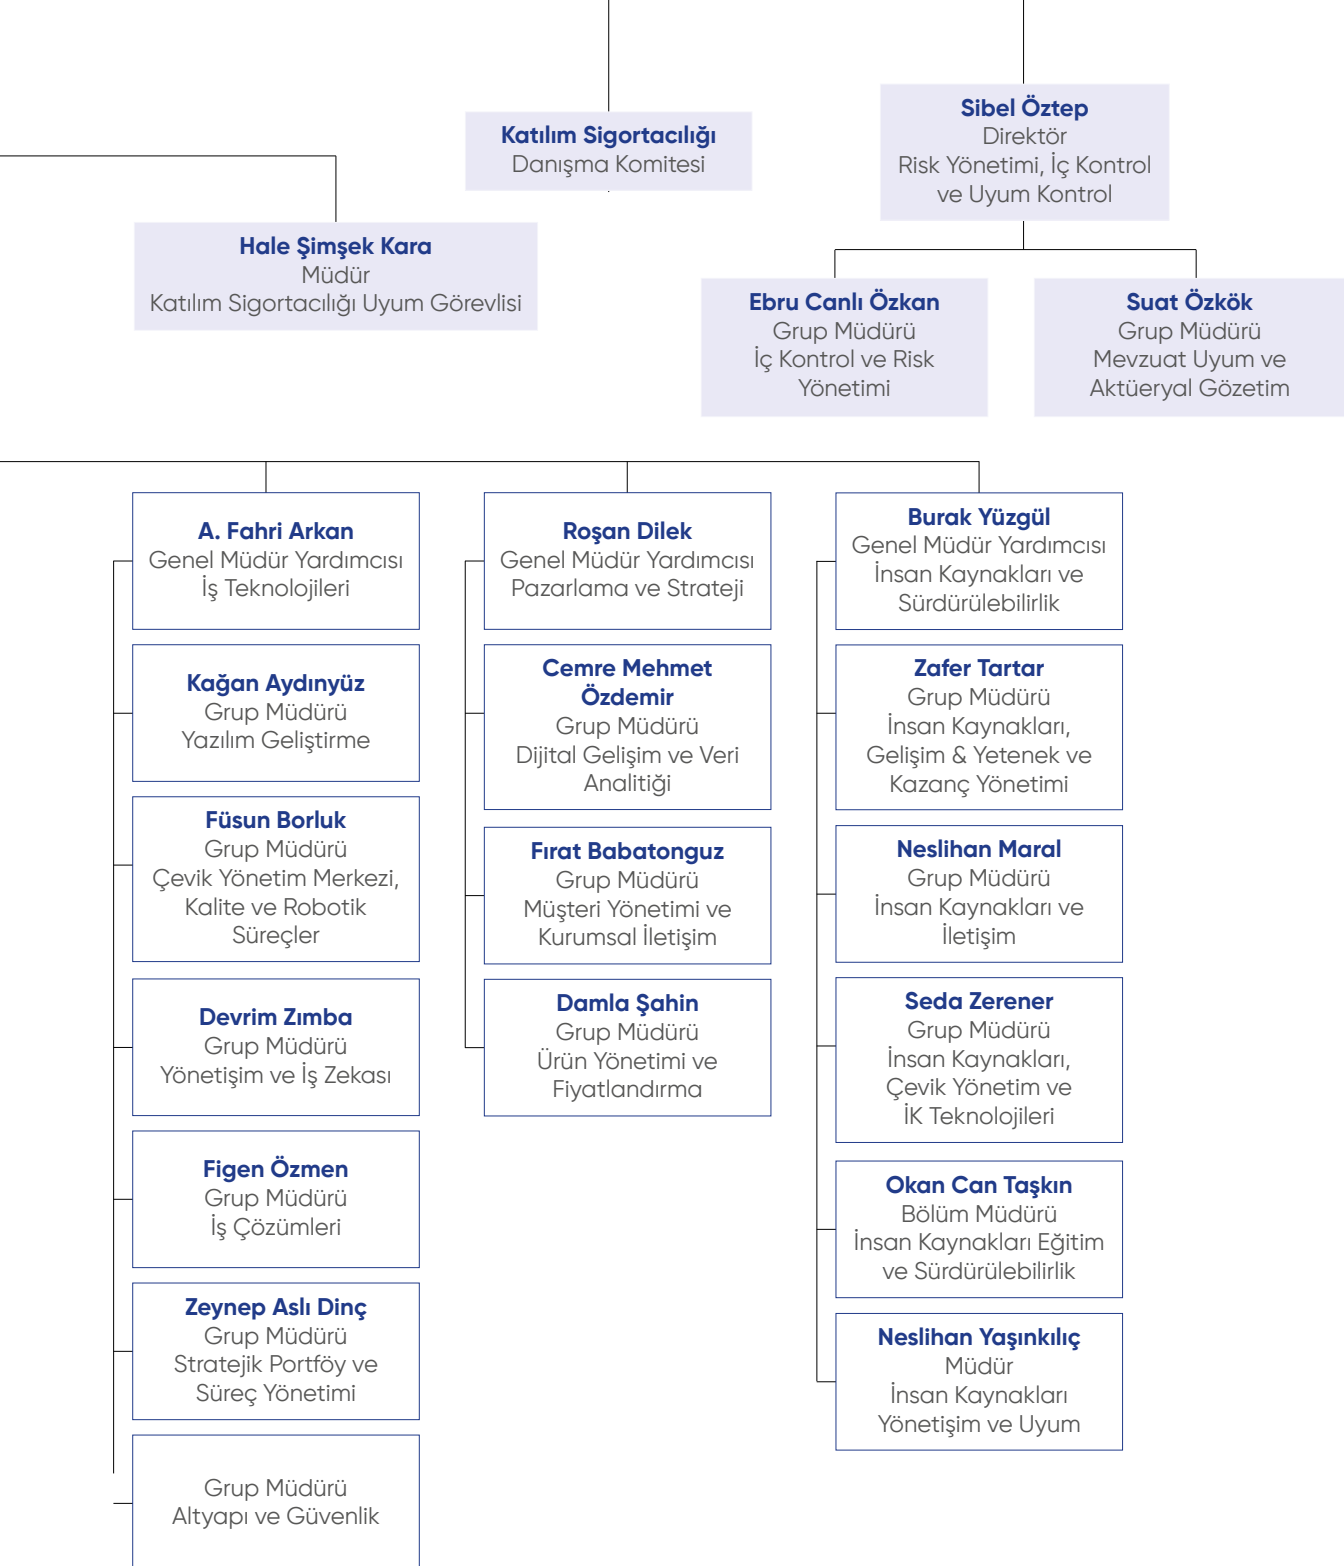 Katılım Sigortacılığı
Danışma Komitesi
Sibel Öztep
Direktör
Risk Yönetimi, İç Kontrol
ve Uyum Kontrol
Hale Şimşek Kara
Müdür
Katılım Sigortacılığı Uyum Görevlisi
Ebru Canlı Özkan
Grup Müdürü
İç Kontrol ve Risk
Yönetimi
Suat Özkök
Grup Müdürü
Mevzuat Uyum ve
Aktüeryal Gözetim
A. Fahri Arkan
Genel Müdür Yardımcısı
İş Teknolojileri
Kağan Aydınyüz
Grup Müdürü
Yazılım Geliştirme
Füsun Borluk
Grup Müdürü
Çevik Yönetim Merkezi,
Kalite ve Robotik
Süreçler
Devrim Zımba
Grup Müdürü
Yönetişim ve İş Zekası
Figen Özmen
Grup Müdürü
İş Çözümleri
Zeynep Aslı Dinç
Grup Müdürü
Stratejik Portföy ve
Süreç Yönetimi
Grup Müdürü
Altyapı ve Güvenlik
Roşan Dilek
Genel Müdür Yardımcısı
Pazarlama ve Strateji
Cemre Mehmet
Özdemir
Grup Müdürü
Dijital Gelişim ve Veri
Analitiği
Fırat Babatonguz
Grup Müdürü
Müşteri Yönetimi ve
Kurumsal İletişim
Damla Şahin
Grup Müdürü
Ürün Yönetimi ve
Fiyatlandırma
Burak Yüzgül
Genel Müdür Yardımcısı
İnsan Kaynakları ve
Sürdürülebilirlik
Zafer Tartar
Grup Müdürü
İnsan Kaynakları,
Gelişim & Yetenek ve
Kazanç Yönetimi
Neslihan Maral
Grup Müdürü
İnsan Kaynakları ve
İletişim
Seda Zerener
Grup Müdürü
İnsan Kaynakları,
Çevik Yönetim ve
İK Teknolojileri
Okan Can Taşkın
Bölüm Müdürü
İnsan Kaynakları Eğitim
ve Sürdürülebilirlik
Neslihan Yaşınkılıç
Müdür
İnsan Kaynakları
Yönetişim ve Uyum